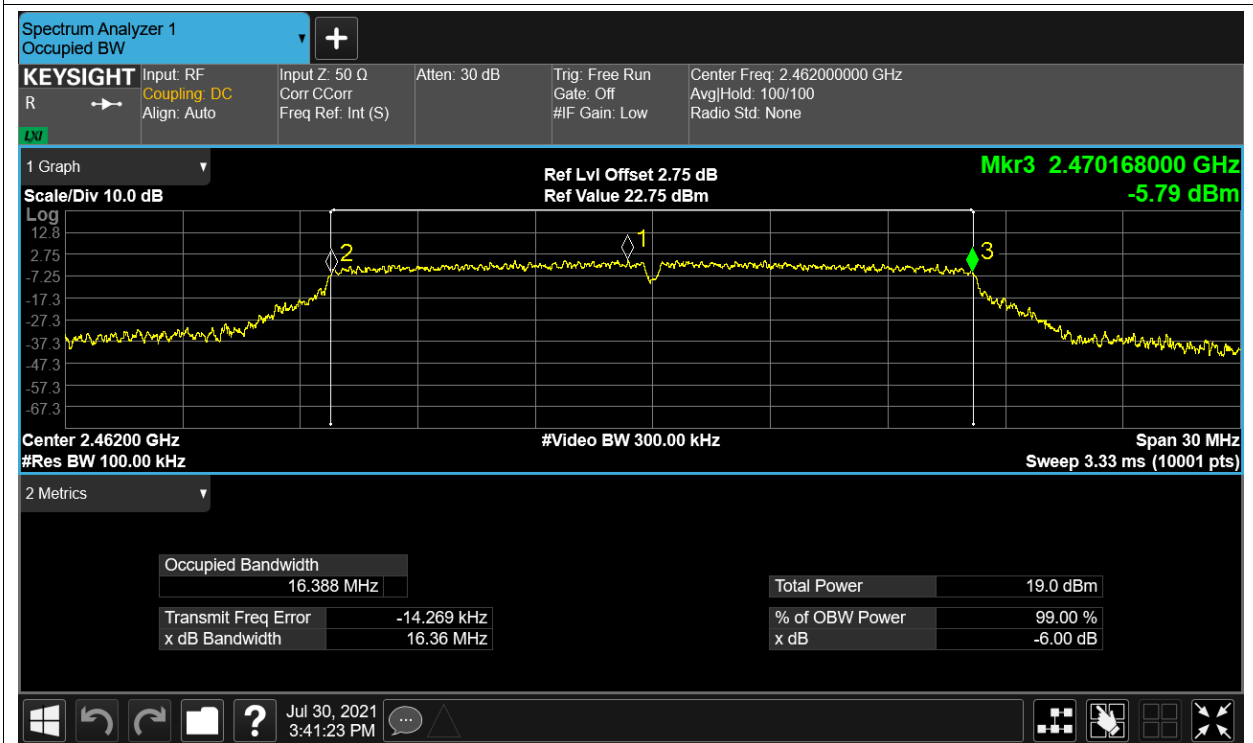 Spectrum Analyzer 1
Occupied BW
KEYSIGHT
R
LXI
Input: RF
Coupling: DC
Align: Auto
Input Z: 50 Ω
Corr CCorr
Freq Ref: Int (S)
Atten: 30 dB
Trig: Free Run
Gate: Off
#IF Gain: Low
Center Freq: 2.462000000 GHz
Avg|Hold: 100/100
Radio Std: None
1 Graph
Scale/Div 10.0 dB
Ref Lvl Offset 2.75 dB
Ref Value 22.75 dBm
Mkr3 2.470168000 GHz
-5.79 dBm
Log
12.8
2.75
-7.25
-17.3
-27.3
-37.3
-47.3
-57.3
-67.3
2
1
3
Center 2.46200 GHz
#Video BW 300.00 kHz
Span 30 MHz
#Res BW 100.00 kHz
Sweep 3.33 ms (10001 pts)
2 Metrics
Occupied Bandwidth
16.388 MHz
Transmit Freq Error -14.269 kHz
x dB Bandwidth 16.36 MHz
Total Power 19.0 dBm
% of OBW Power 99.00 %
x dB -6.00 dB
?
Jul 30, 2021
3:41:23 PM